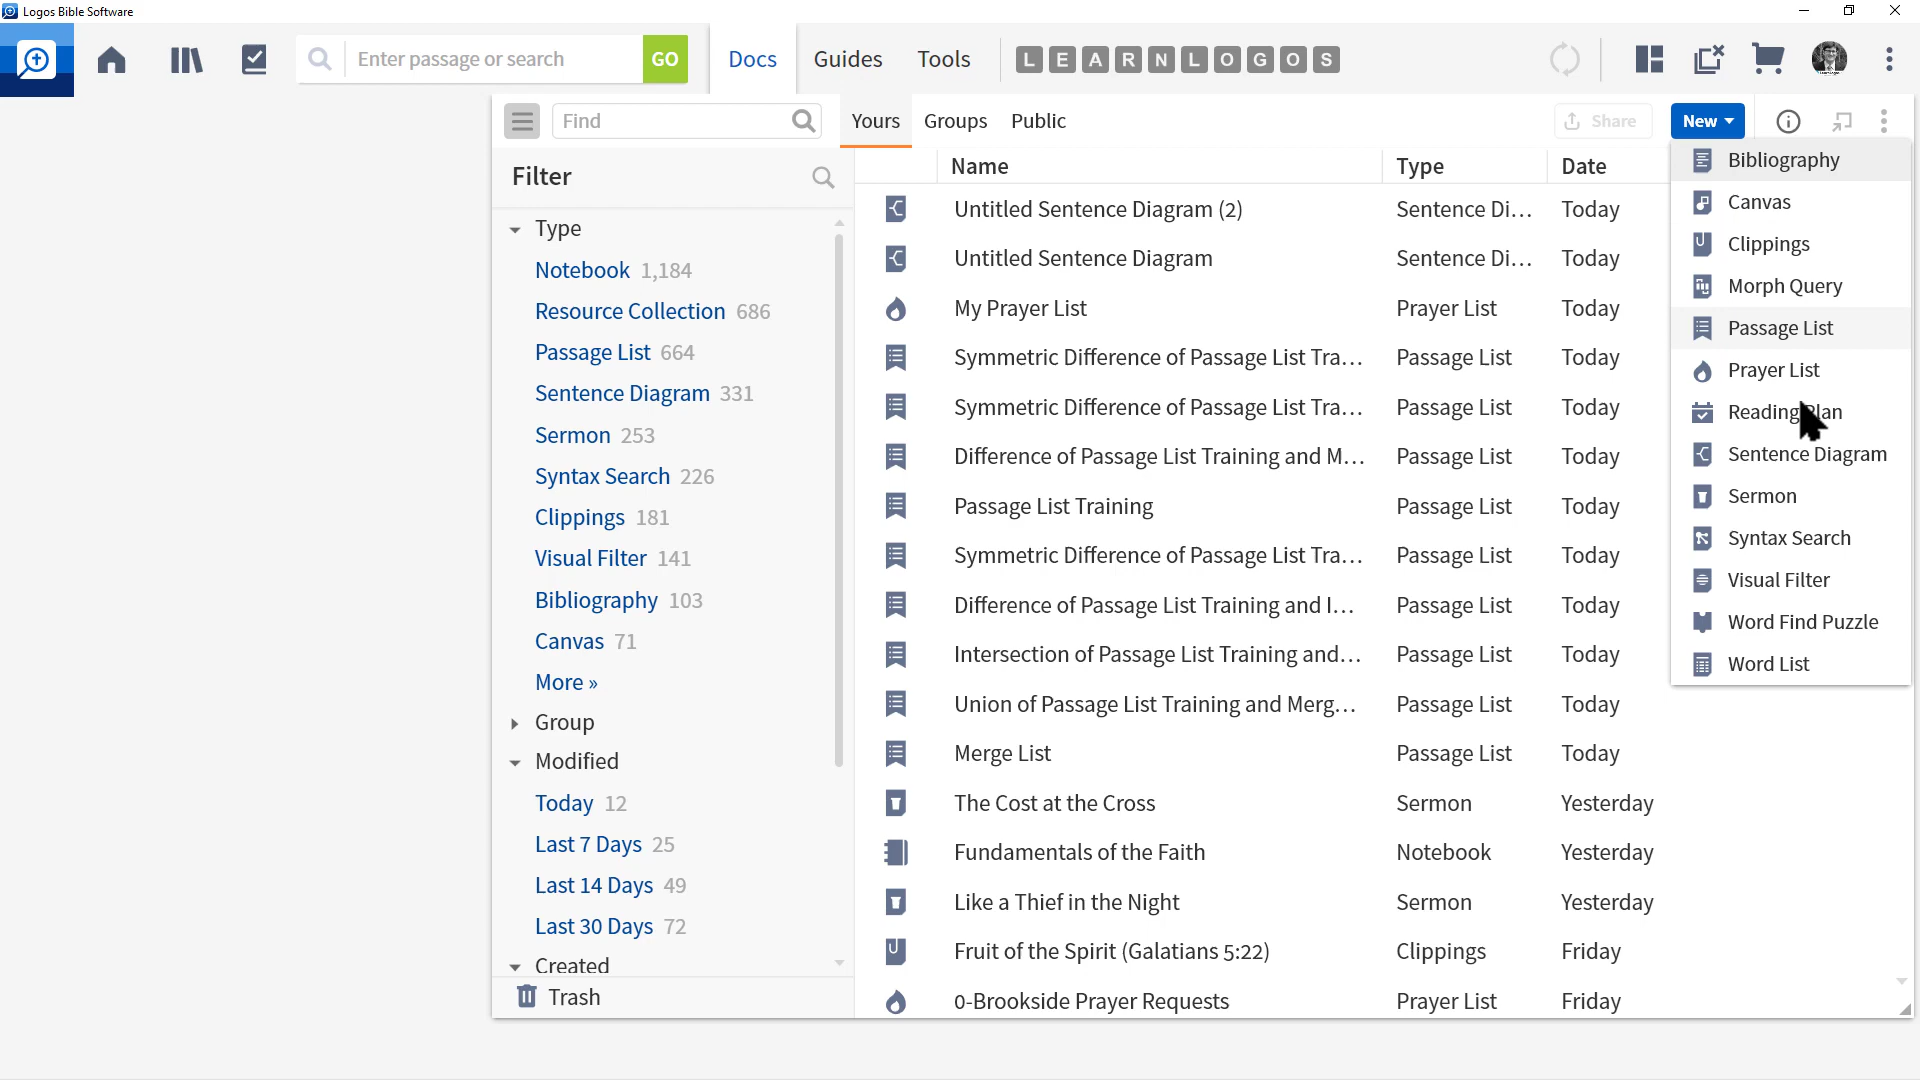 Logos Bible Software
Enter passage or search
GO
Docs
Guides
Tools
L E A R N L O G O S
Find
Yours
Groups
Public
Share
New
Filter
Type
Notebook 1,184
Resource Collection 686
Passage List 664
Sentence Diagram 331
Sermon 253
Syntax Search 226
Clippings 181
Visual Filter 141
Bibliography 103
Canvas 71
More »
Group
Modified
Today 12
Last 7 Days 25
Last 14 Days 49
Last 30 Days 72
Created
Trash
Name Type Date
Untitled Sentence Diagram (2) Sentence Di... Today
Untitled Sentence Diagram Sentence Di... Today
My Prayer List Prayer List Today
Symmetric Difference of Passage List Tra... Passage List Today
Symmetric Difference of Passage List Tra... Passage List Today
Difference of Passage List Training and M... Passage List Today
Passage List Training Passage List Today
Symmetric Difference of Passage List Tra... Passage List Today
Difference of Passage List Training and I... Passage List Today
Intersection of Passage List Training and... Passage List Today
Union of Passage List Training and Merg... Passage List Today
Merge List Passage List Today
The Cost at the Cross Sermon Yesterday
Fundamentals of the Faith Notebook Yesterday
Like a Thief in the Night Sermon Yesterday
Fruit of the Spirit (Galatians 5:22) Clippings Friday
0-Brookside Prayer Requests Prayer List Friday
Bibliography
Canvas
Clippings
Morph Query
Passage List
Prayer List
Reading Plan
Sentence Diagram
Sermon
Syntax Search
Visual Filter
Word Find Puzzle
Word List